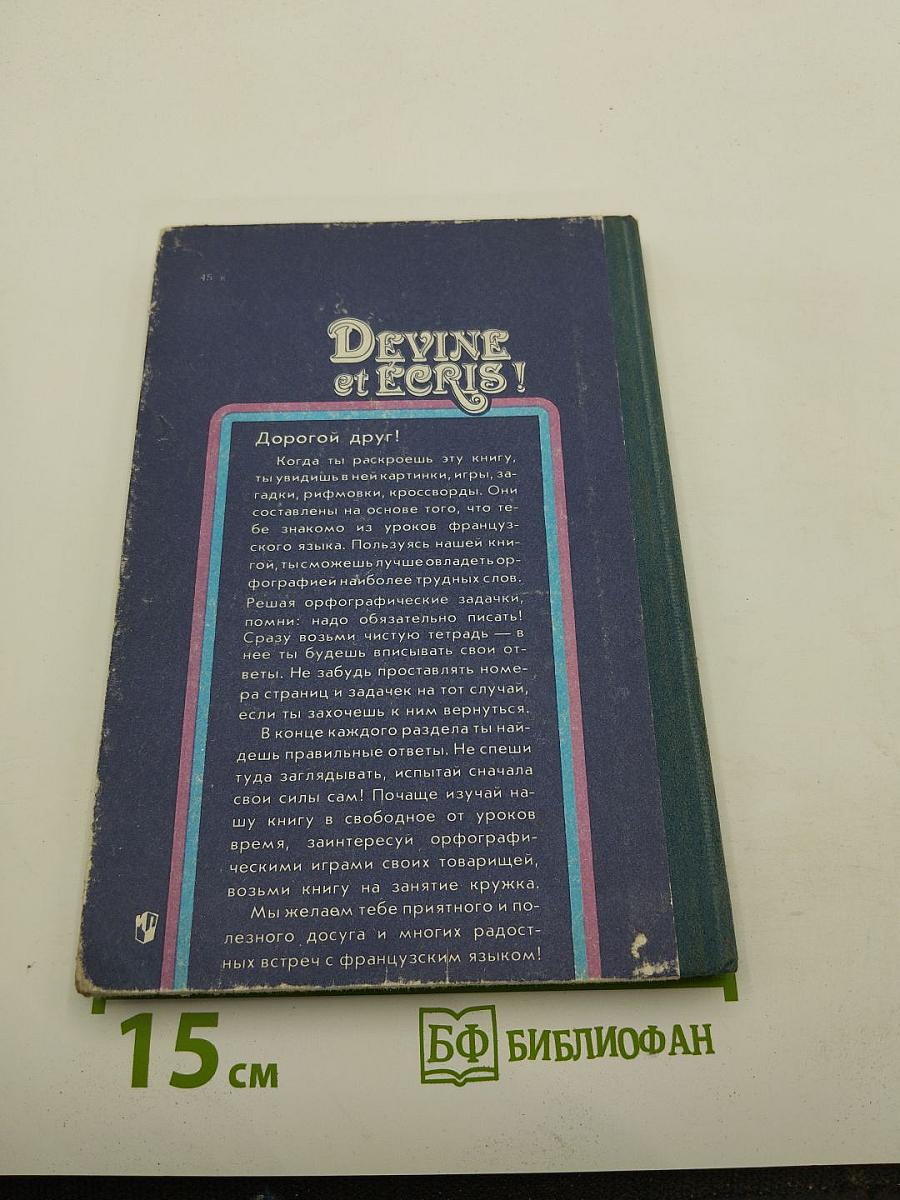 45 к
DEVINE
et ÉCRIS!
Дорогой друг!
Когда ты раскроешь эту книгу,
ты увидишь в ней картинки, игры, за-
гадки, рифмовки, кроссворды. Они
составлены на основе того, что те-
бе знакомо из уроков француз-
ского языка. Пользуясь нашей кни-
гой, ты сможешь лучше овладеть ор-
фографией наиболее трудных слов.
Решая орфографические задачки,
помни: надо обязательно писать!
Сразу возьми чистую тетрадь — в
нее ты будешь вписывать свои от-
веты. Не забудь проставлять номе-
ра страниц и задачек на тот случай,
если ты захочешь к ним вернуться.
В конце каждого раздела ты най-
дешь правильные ответы. Не спеши
туда заглядывать, испытай сначала
свои силы сам! Почаще изучай на-
шу книгу в свободное от уроков
время, заинтересуй орфографи-
ческими играми своих товарищей,
возьми книгу на занятие кружка.
Мы желаем тебе приятного и по-
лезного досуга и многих радост-
ных встреч с французским языком!
15 см
БФ БИБЛИОФАН